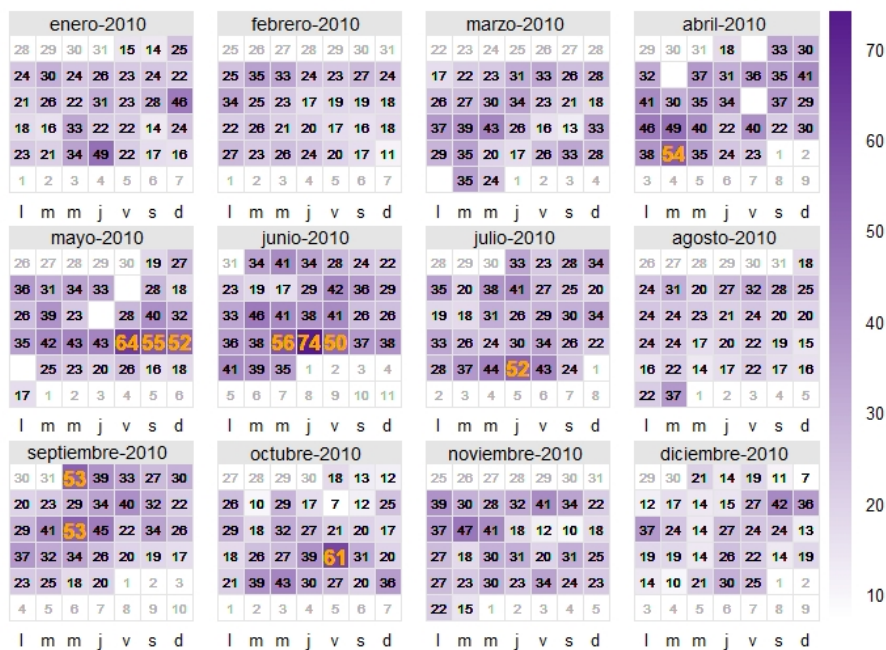 enero-2010
28 29 30 31 15 14 25
24 30 24 26 23 24 22
21 26 22 31 23 28 46
18 16 33 22 22 14 24
23 21 34 49 22 17 16
1 2 3 4 5 6 7
l m m j v s d
febrero-2010
25 26 27 28 29 30 31
25 35 33 24 23 27 24
34 25 23 17 19 19 18
22 26 21 20 17 16 18
27 23 26 24 20 17 11
1 2 3 4 5 6 7
l m m j v s d
marzo-2010
22 23 24 25 26 27 28
17 22 23 31 33 26 28
26 27 30 34 23 21 18
37 39 43 26 16 13 33
29 35 20 17 26 33 28
35 24 1 2 3 4
l m m j v s d
abril-2010
29 30 31 18 33 30
32 37 31 36 35 41
41 30 35 34 37 29
46 49 40 22 40 22 30
38 54 35 24 23 1 2
3 4 5 6 7 8 9
l m m j v s d
mayo-2010
26 27 28 29 30 19 27
36 31 34 33 28 18
26 39 23 28 40 32
35 42 43 43 64 55 52
25 23 20 26 16 18
17 1 2 3 4 5 6
l m m j v s d
junio-2010
31 34 41 34 28 24 22
23 19 17 29 42 36 29
33 46 41 38 41 26 28
36 38 56 74 50 37 38
41 39 35 1 2 3 4
5 6 7 8 9 10 11
l m m j v s d
julio-2010
28 29 30 33 23 28 34
35 20 38 41 27 25 20
19 18 31 26 29 30 34
33 26 24 30 34 26 22
28 37 44 52 43 24 1
2 3 4 5 6 7 8
l m m j v s d
agosto-2010
26 27 28 29 30 31 18
24 31 20 27 32 28 25
24 24 23 21 24 20 20
24 24 17 20 22 19 15
16 22 14 17 22 17 16
22 37 1 2 3 4 5
l m m j v s d
septiembre-2010
30 31 53 39 33 27 30
20 23 29 34 40 32 22
29 41 53 45 22 34 26
37 32 34 26 20 19 17
23 25 18 20 1 2 3
4 5 6 7 8 9 10
l m m j v s d
octubre-2010
27 28 29 30 18 13 12
26 10 29 17 7 12 25
29 18 32 27 21 20 17
18 26 27 39 61 31 20
21 39 43 30 27 20 36
1 2 3 4 5 6 7
l m m j v s d
noviembre-2010
25 26 27 28 29 30 31
39 30 28 32 41 34 22
37 47 41 18 12 10 18
27 18 30 31 20 31 25
27 23 30 23 34 24 23
22 15 1 2 3 4 5
l m m j v s d
diciembre-2010
29 30 21 14 19 11 7
12 17 14 15 27 42 36
37 24 14 27 24 24 13
19 19 14 26 22 14 19
14 10 21 30 25 1 2
3 4 5 6 7 8 9
l m m j v s d
70
60
50
40
30
20
10